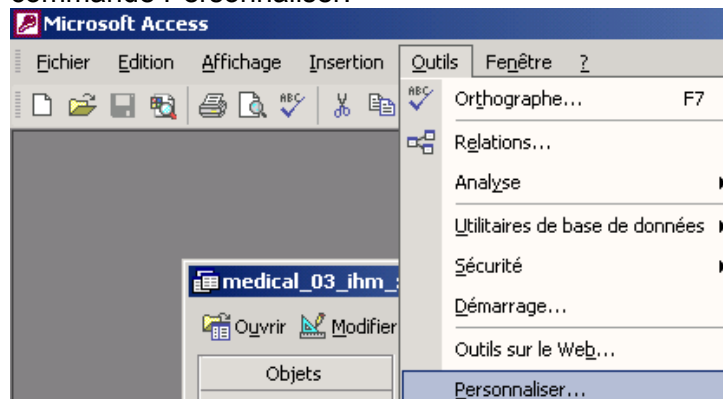 commande Personnaliser.
Microsoft Access
Fichier Edition Affichage Insertion Outils Fenêtre ?
Orthographe... F7
Relations...
Analyse
Utilitaires de base de données
Sécurité
medical_03_ihm_
Démarrage...
Ouvrir Modifier
Outils sur le Web...
Objets
Personnaliser...